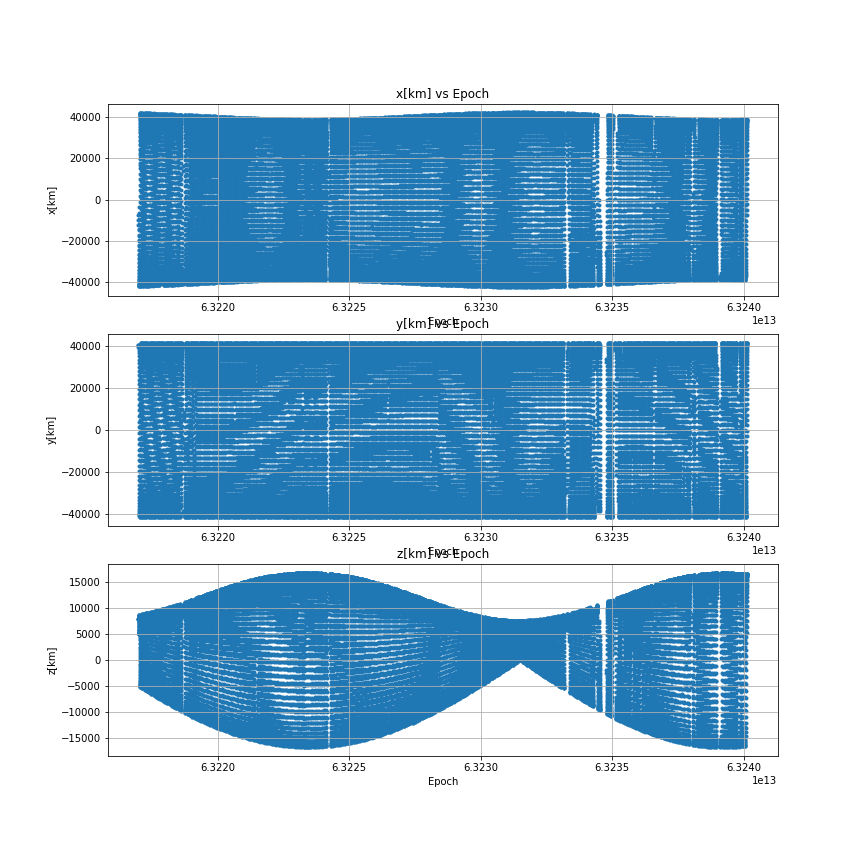 x[km] vs Epoch
40000
20000
0
−20000
−40000
x[km]
6.3220
6.3225
6.3230
6.3235
6.3240
1e13
Epoch
y[km] vs Epoch
40000
20000
0
−20000
−40000
y[km]
6.3220
6.3225
6.3230
6.3235
6.3240
1e13
Epoch
z[km] vs Epoch
15000
10000
5000
0
−5000
−10000
−15000
z[km]
6.3220
6.3225
6.3230
6.3235
6.3240
1e13
Epoch